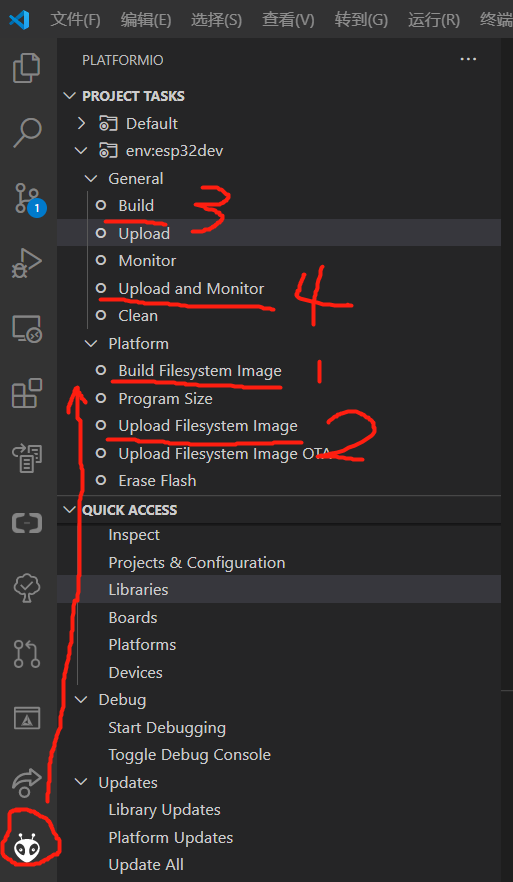 文件(F) 编辑(E) 选择(S) 查看(V) 转到(G) 运行(R) 终端
PLATFORMIO
PROJECT TASKS
Default
env:esp32dev
General
Build 3
Upload
Monitor
Upload and Monitor 4
Clean
Platform
Build Filesystem Image 1
Program Size
Upload Filesystem Image 2
Upload Filesystem Image OTA
Erase Flash
QUICK ACCESS
Inspect
Projects & Configuration
Libraries
Boards
Platforms
Devices
Debug
Start Debugging
Toggle Debug Console
Updates
Library Updates
Platform Updates
Update All
1